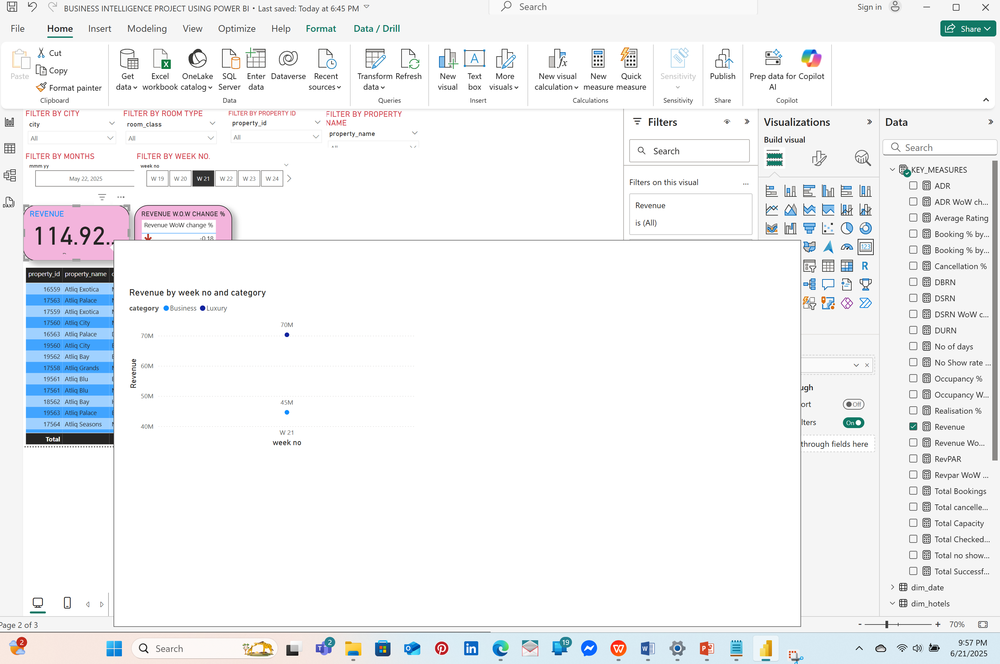 BUSINESS INTELLIGENCE PROJECT USING POWER BI • Last saved: Today at 6:45 PM
Search
Sign in
File
Home
Insert
Modeling
View
Optimize
Help
Format
Data / Drill
Share
Paste
Cut
Copy
Format painter
Clipboard
Get data
Excel workbook
OneLake catalog
SQL Server
Enter data
Dataverse
Recent sources
Data
Transform data
Refresh
Queries
New visual
Text box
More visuals
Insert
New visual calculation
New measure
Quick measure
Calculations
Sensitivity
Sensitivity
Publish
Share
Prep data for AI
Copilot
Copilot
FILTER BY CITY
city
All
FILTER BY ROOM TYPE
room_class
All
FILTER BY PROPERTY ID
property_id
All
FILTER BY PROPERTY NAME
property_name
FILTER BY MONTHS
mmm yy
May 22, 2025
FILTER BY WEEK NO.
week no
W 19
W 20
W 21
W 22
W 23
W 24
REVENUE
114.92...
REVENUE W.O.W CHANGE %
Revenue WoW change %
-0.18
property_id property_name
16559 Atliq Exotica
17563 Atliq Palace
17559 Atliq Exotica
17560 Atliq City
16563 Atliq Palace
19560 Atliq City
19562 Atliq Bay
17558 Atliq Grands
19561 Atliq Blu
17561 Atliq Blu
18562 Atliq Bay
19563 Atliq Palace
17564 Atliq Seasons
Total
Revenue by week no and category
category Business Luxury
70M
70M
60M
50M
45M
40M
Revenue
W 21
week no
Filters
Search
Filters on this visual
...
Revenue
is (All)
Visualizations
Build visual
123
R
ugh
ort
Off
lters
On
through fields here
Data
Search
KEY_MEASURES
ADR
ADR WoW ch...
Average Rating
Booking % by...
Booking % by...
Cancellation %
DBRN
DSRN
DSRN WoW c...
DURN
No of days
No Show rate ...
Occupancy %
Occupancy W...
Realisation %
Revenue
Revenue Wo...
RevPAR
Revpar WoW ...
Total Bookings
Total cancelle...
Total Capacity
Total Checked...
Total no show...
Total Successf...
dim_date
dim_hotels
Page 2 of 3
- + 70%
2
Search
2
19
9:57 PM
6/21/2025